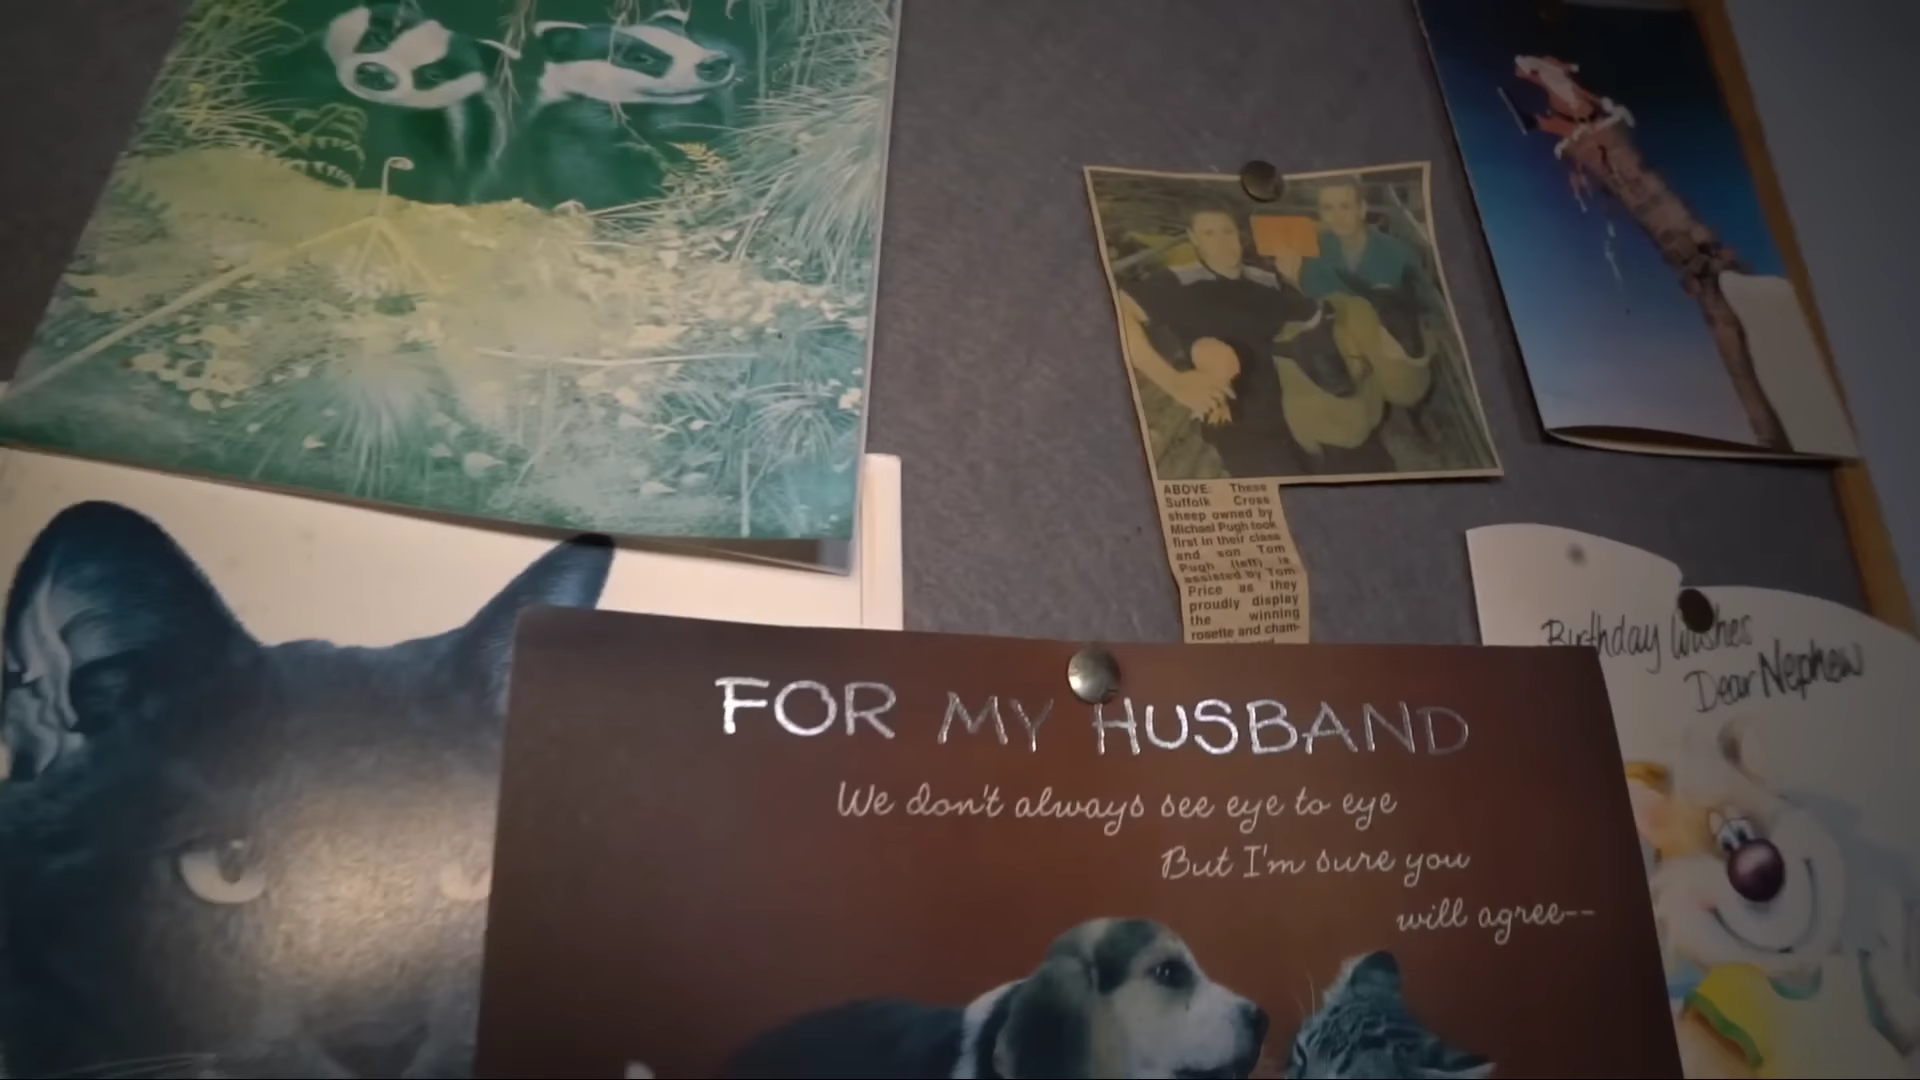 ABOVE: These
Suffolk Cross
sheep owned by
Michael Pugh took
first in their class
and son Tom
Pugh (left) is
assisted by Tom
Price as they
proudly display
the winning
rosette and cham-
Birthday Wishes
Dear Nephew
FOR MY HUSBAND
We don't always see eye to eye
But I'm sure you
will agree--